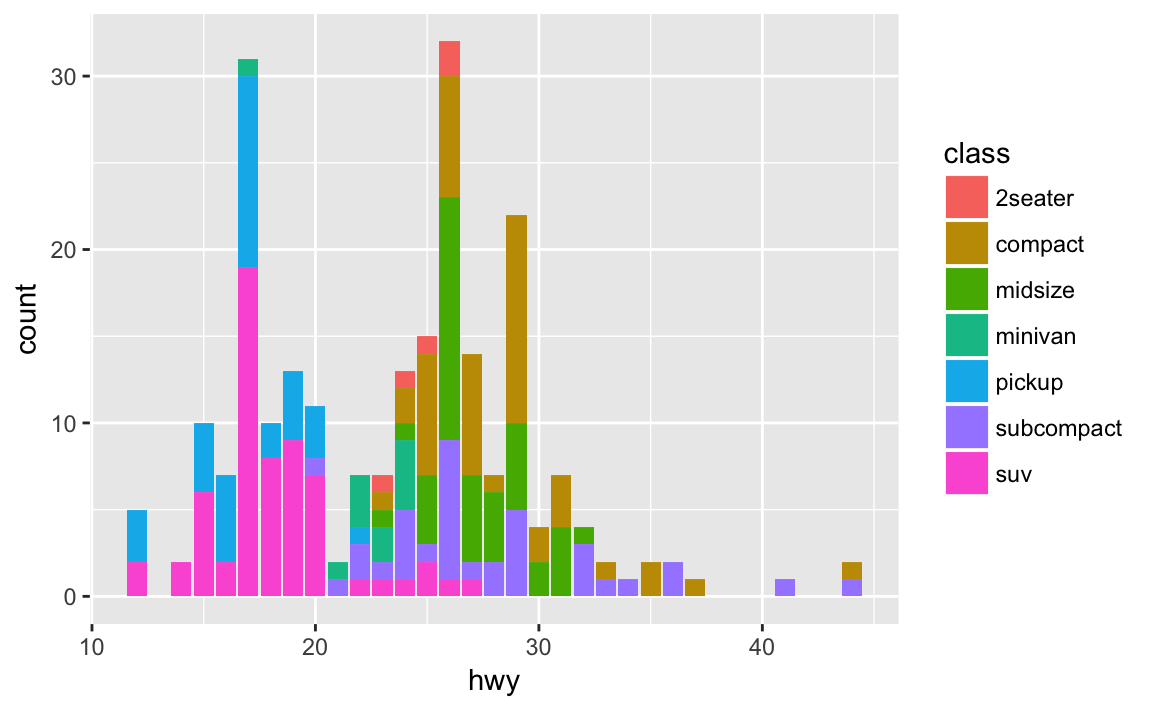 30
20
10
0
count
10 20 30 40
hwy
class
2seater
compact
midsize
minivan
pickup
subcompact
suv